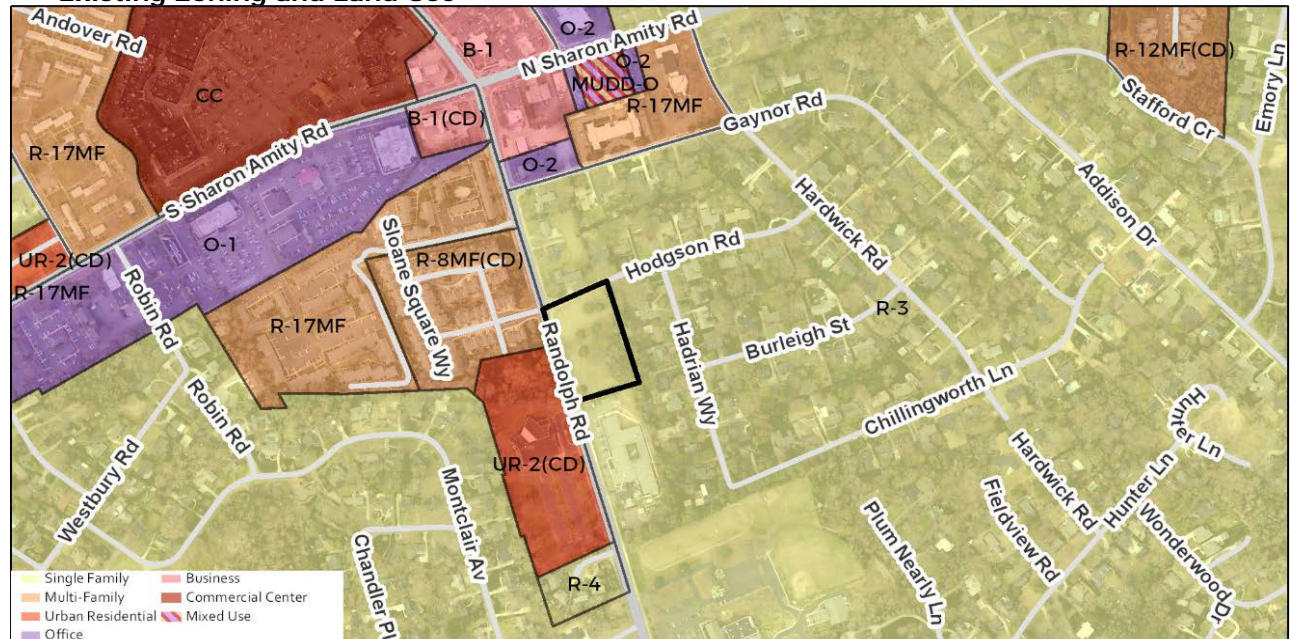 Existing Zoning and Land Use
Andover Rd
CC
B-1
O-2
N Sharon Amity Rd
O-2
MUDD-O
R-17MF
R-12MF(CD)
Emory Ln
Stafford Cr
R-17MF
B-1(CD)
Gaynor Rd
O-2
S Sharon Amity Rd
Addison Dr
Hardwick Rd
O-1
Sloane Square Wy
R-8MF(CD)
Hodgson Rd
UR-2(CD)
R-17MF
Robin Rd
R-17MF
Randolph Rd
Hadrian Wy
Burleigh St
R-3
Robin Rd
Chillingworth Ln
Hunter Ln
Westbury Rd
UR-2(CD)
Montclair Av
Hardwick Rd
Hunter Ln
Plum Nearly Ln
Fieldview Rd
Wonderwood Dr
Chandler Pl
R-4
Single Family
Multi-Family
Urban Residential
Office
Business
Commercial Center
Mixed Use